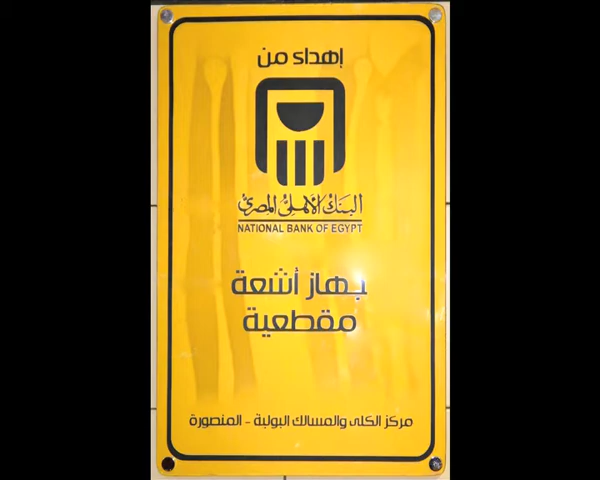 إهداء من
البنك الأهلي المصري
NATIONAL BANK OF EGYPT
جهاز أشعة
مقطعية
مركز الكلى والمسالك البولية - المنصورة